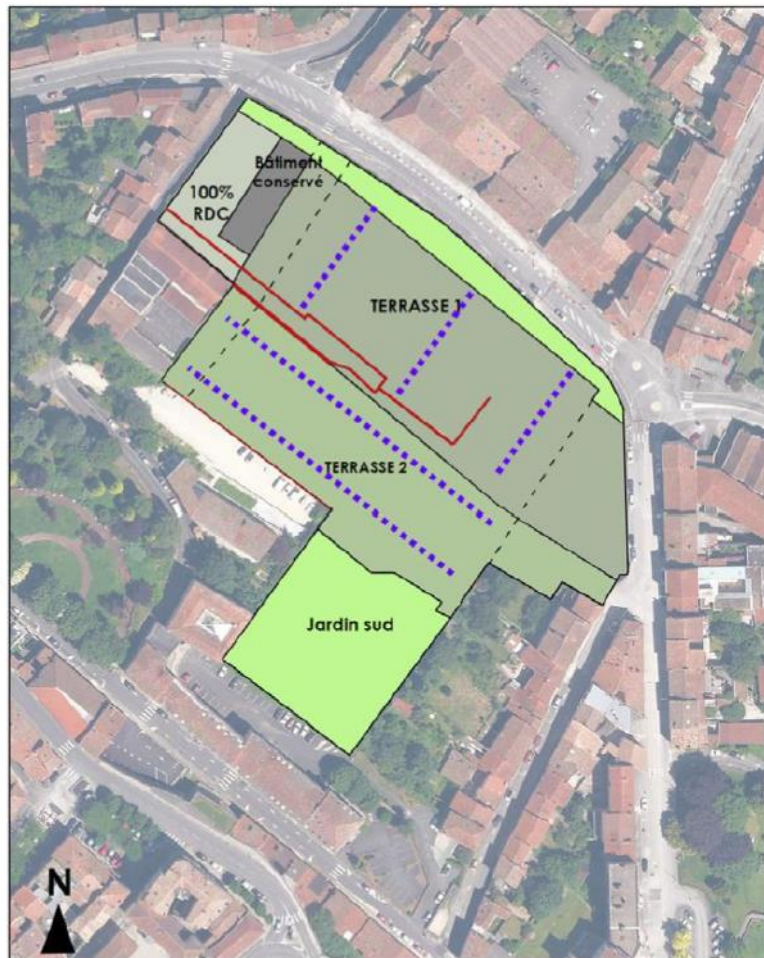 Bâtiment
conservé
100%
RDC
TERRASSE 1
TERRASSE 2
Jardin sud
N